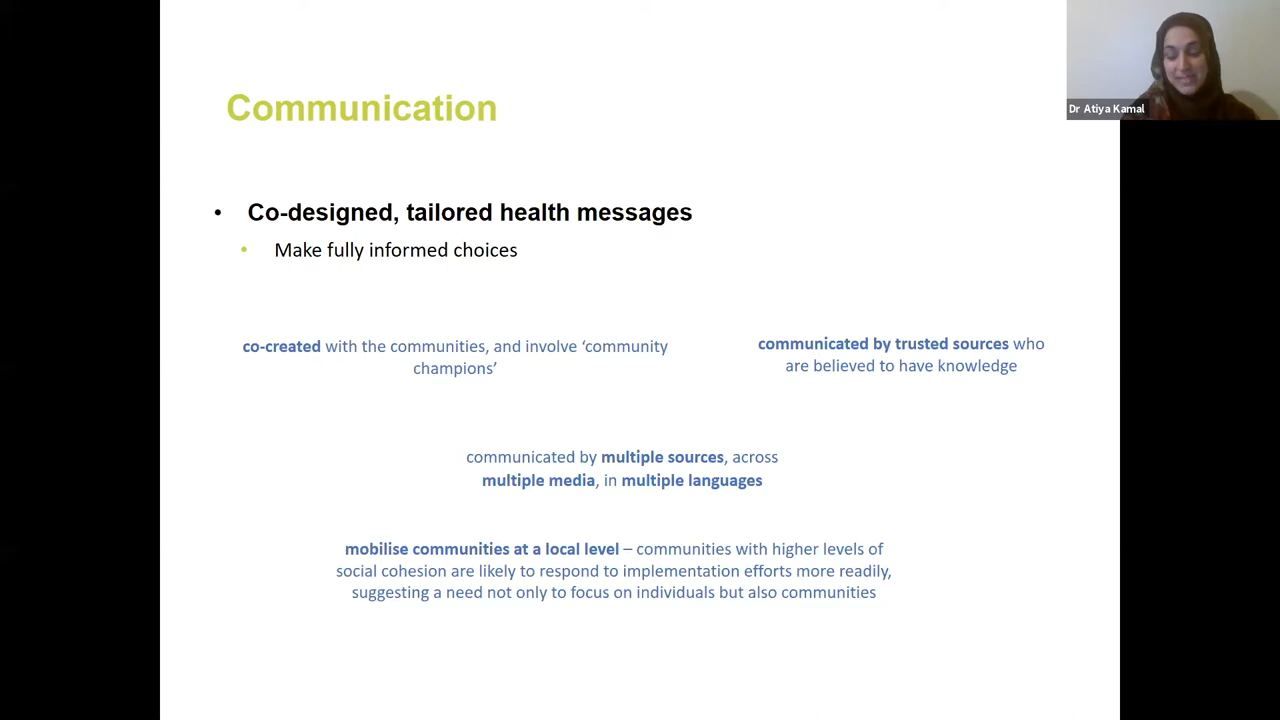 Communication
Dr Atiya Kamal
• Co-designed, tailored health messages
• Make fully informed choices
co-created with the communities, and involve ‘community
champions’
communicated by trusted sources who
are believed to have knowledge
communicated by multiple sources, across
multiple media, in multiple languages
mobilise communities at a local level – communities with higher levels of
social cohesion are likely to respond to implementation efforts more readily,
suggesting a need not only to focus on individuals but also communities